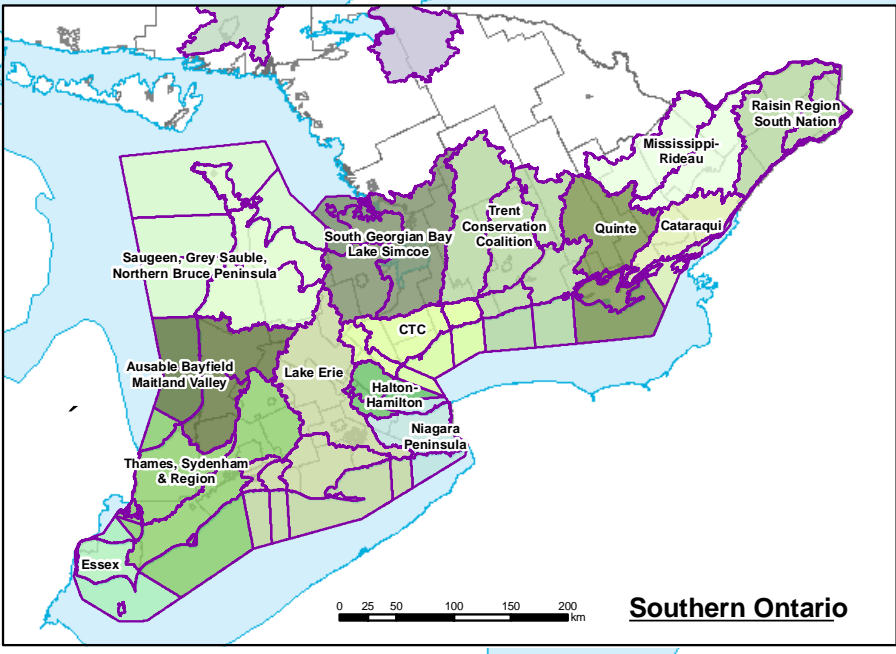 Raisin Region
South Nation
Mississippi-
Rideau
Trent
Conservation
Coalition
Quinte
Cataraqui
South Georgian Bay
Lake Simcoe
Saugeen, Grey Sauble,
Northern Bruce Peninsula
CTC
Ausable Bayfield
Maitland Valley
Lake Erie
Halton-
Hamilton
Niagara
Peninsula
Thames, Sydenham
& Region
Essex
0 25 50 100 150 200
km
Southern Ontario